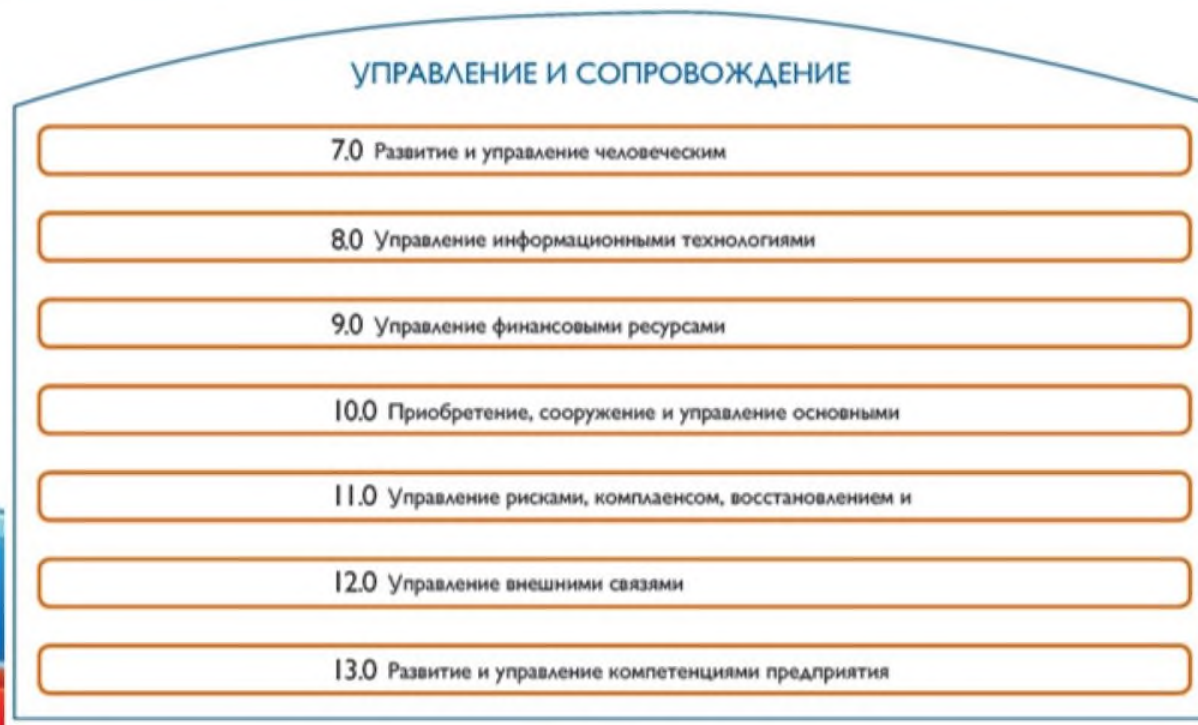 УПРАВЛЕНИЕ И СОПРОВОЖДЕНИЕ
7.0 Развитие и управление человеческим
8.0 Управление информационными технологиями
9.0 Управление финансовыми ресурсами
10.0 Приобретение, сооружение и управление основными
11.0 Управление рисками, комплаенсом, восстановлением и
12.0 Управление внешними связями
13.0 Развитие и управление компетенциями предприятия